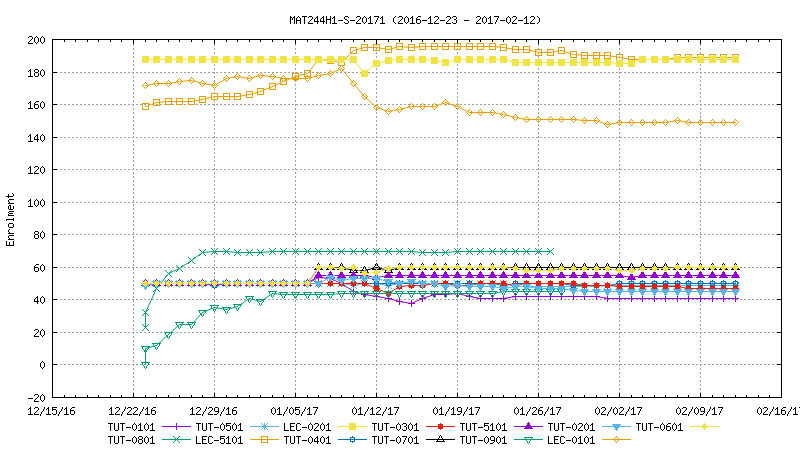 MAT244H1-S-20171 (2016-12-23 - 2017-02-12)
200
180
160
140
120
100
80
60
40
20
0
-20
Enrolment
12/15/16 12/22/16 12/29/16 01/05/17 01/12/17 01/19/17 01/26/17 02/02/17 02/09/17 02/16/17
TUT-0101 TUT-0501 LEC-0201 TUT-0301 TUT-5101 TUT-0201 TUT-0601
TUT-0801 LEC-5101 TUT-0401 TUT-0701 TUT-0901 LEC-0101